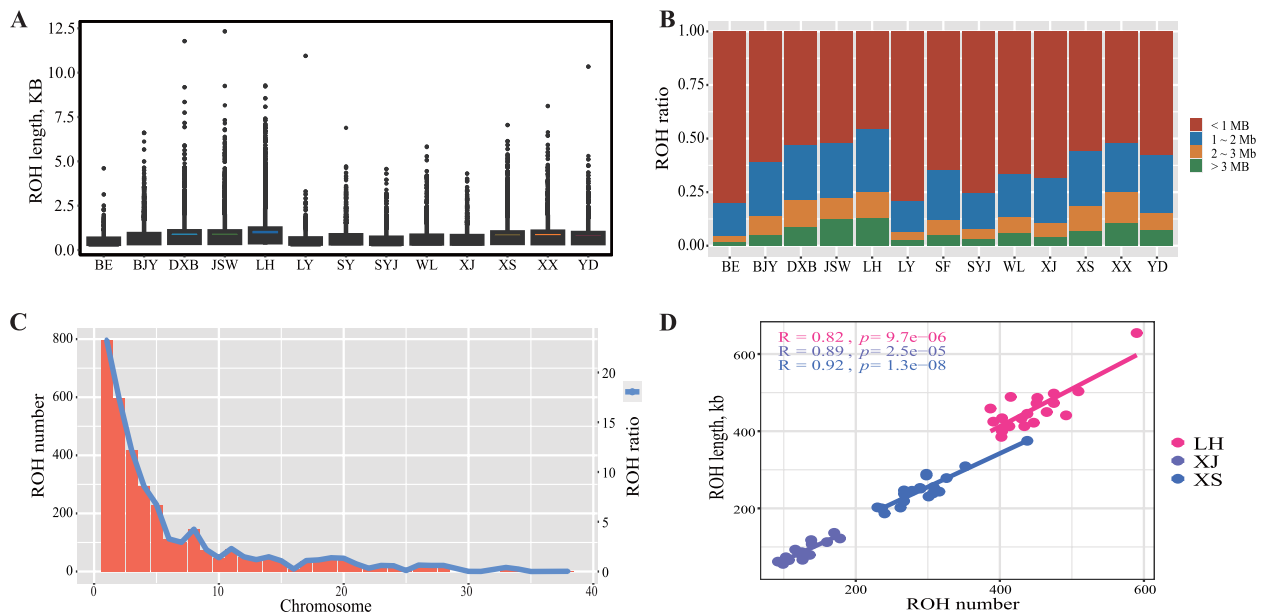 A
ROH length, KB
12.5
10.0
7.5
5.0
2.5
0.0
BE BJY DXB JSW LH LY SY SYJ WL XJ XS XX YD
B
ROH ratio
1.00
0.75
0.50
0.25
0.00
BE BJY DXB JSW LH LY SF SYJ WL XJ XS XX YD
< 1 MB
1 ~ 2 Mb
2 ~ 3 Mb
> 3 MB
C
ROH number
800
600
400
200
0
0 10 20 30 40
Chromosome
20
15
10
5
0
ROH ratio
D
R = 0.82 , p= 9.7e−06
R = 0.89 , p= 2.5e−05
R = 0.92 , p= 1.3e−08
ROH length, kb
600
400
200
200 400 600
ROH number
LH
XJ
XS